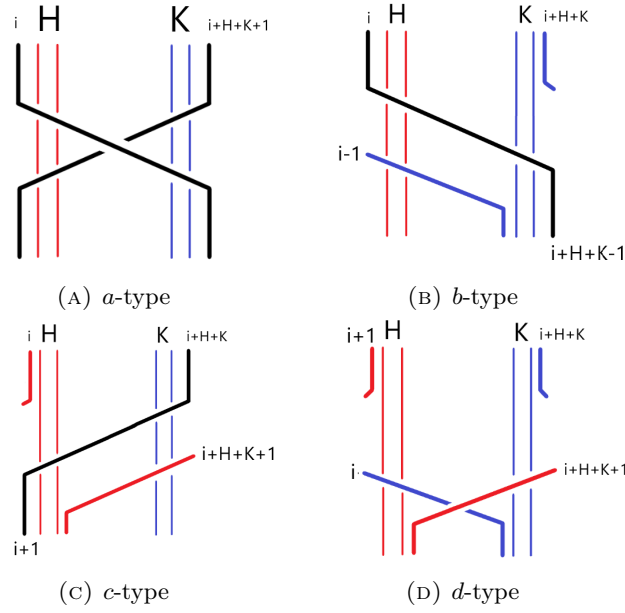 i H K i+H+K+1
i H K i+H+K
i-1
i+H+K-1
(A) a-type
(B) b-type
i H K i+H+K
i+H+K+1
i+1
(C) c-type
i+1 H K i+H+K
i
i+H+K+1
(D) d-type